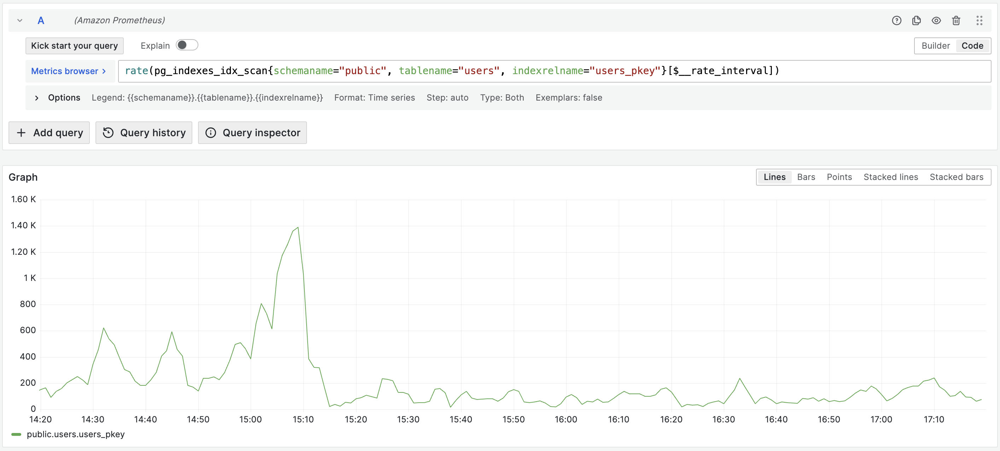 A (Amazon Prometheus)
Kick start your query Explain Builder Code
Metrics browser > rate(pg_indexes_idx_scan{schemaname="public", tablename="users", indexrelname="users_pkey"}[$__rate_interval])
Options Legend: {{schemaname}}.{{tablename}}.{{indexrelname}} Format: Time series Step: auto Type: Both Exemplars: false
+ Add query Query history Query inspector
Graph Lines Bars Points Stacked lines Stacked bars
1.60 K
1.40 K
1.20 K
1 K
800
600
400
200
0
14:20 14:30 14:40 14:50 15:00 15:10 15:20 15:30 15:40 15:50 16:00 16:10 16:20 16:30 16:40 16:50 17:00 17:10
public.users.users_pkey